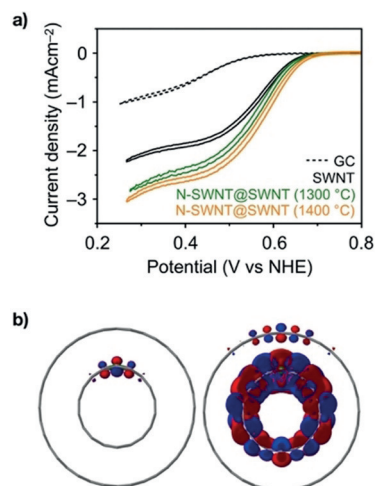 a)
Current density (mAcm−2)
0
−1
−2
−3
GC
SWNT
N-SWNT@SWNT (1300 °C)
N-SWNT@SWNT (1400 °C)
0.2 0.4 0.6 0.8
Potential (V vs NHE)
b)